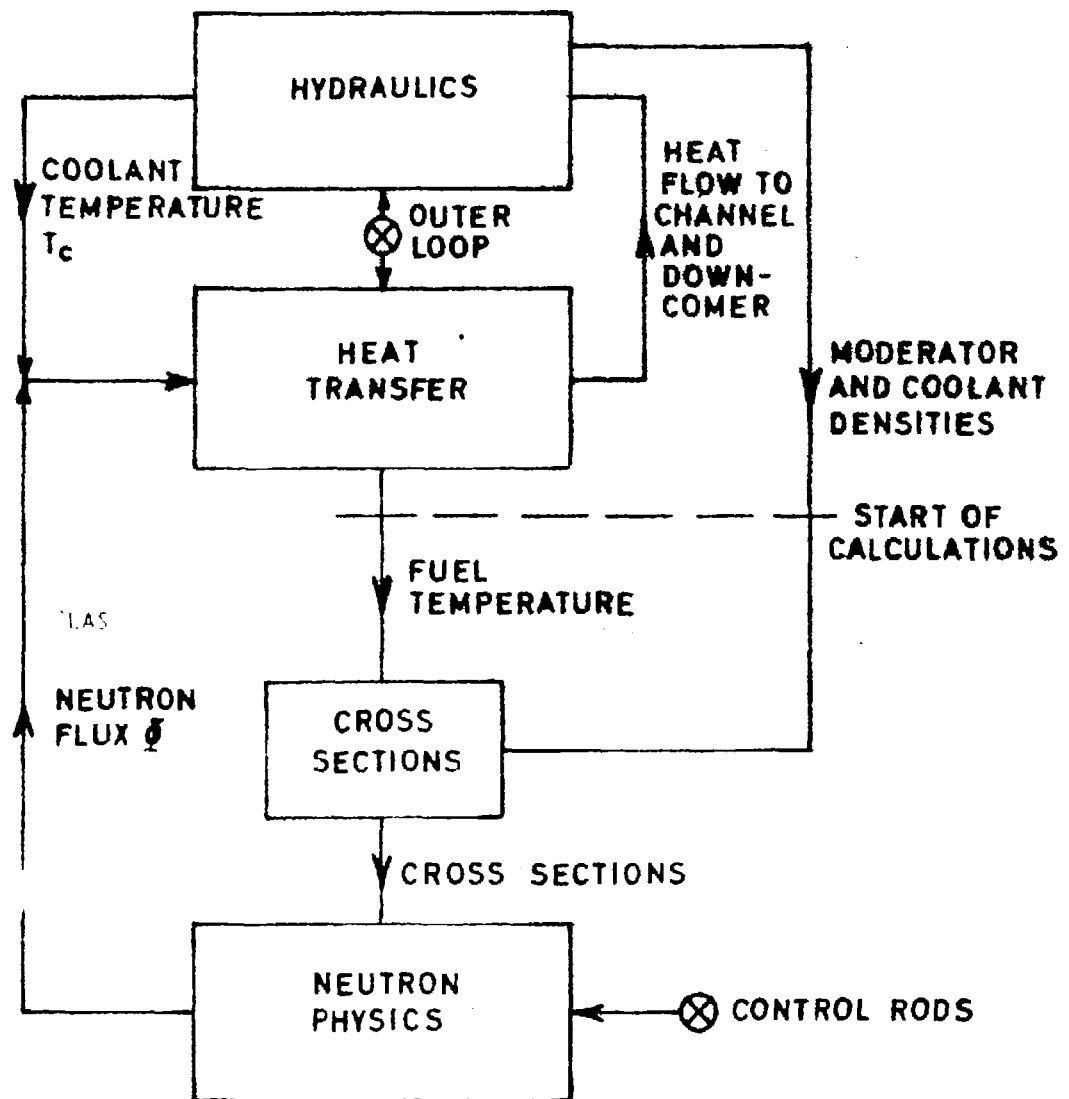 HYDRAULICS
COOLANT
TEMPERATURE
Tc
OUTER
LOOP
HEAT
FLOW TO
CHANNEL
AND
DOWN-
COMER
HEAT
TRANSFER
MODERATOR
AND COOLANT
DENSITIES
START OF
CALCULATIONS
FUEL
TEMPERATURE
NEUTRON
FLUX Φ
CROSS
SECTIONS
CROSS SECTIONS
NEUTRON
PHYSICS
CONTROL RODS